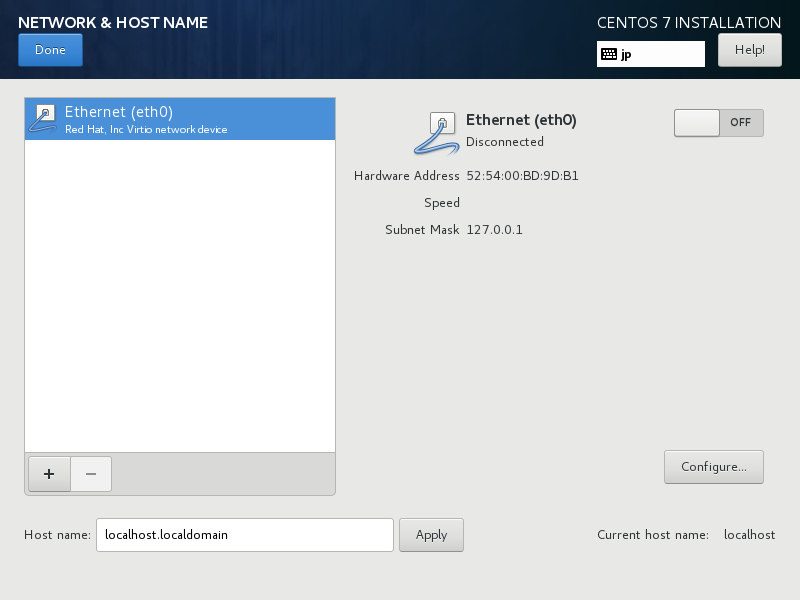 NETWORK & HOST NAME
CENTOS 7 INSTALLATION
Done
jp
Help!
Ethernet (eth0)
Red Hat, Inc Virtio network device
Ethernet (eth0)
Disconnected
OFF
Hardware Address 52:54:00:BD:9D:B1
Speed
Subnet Mask 127.0.0.1
+ −
Configure...
Host name: localhost.localdomain Apply Current host name: localhost